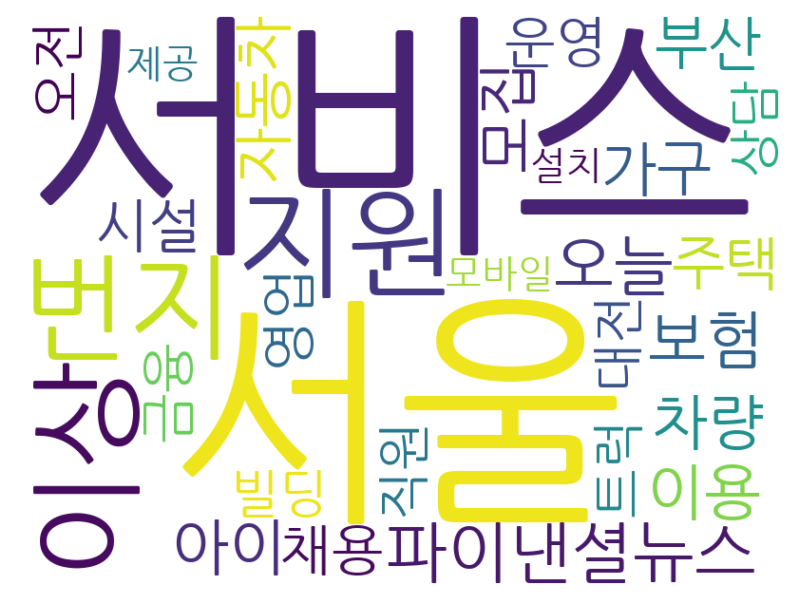 서비스
오전
제공
자동차
모집
운영
부산
상담
설치
가구
시설
지원
모바일
오늘
주택
번지
영업
대전
보험
이상
금융
서울
직원
트럭
차량
빌딩
이용
아이
채용
파이낸셜뉴스